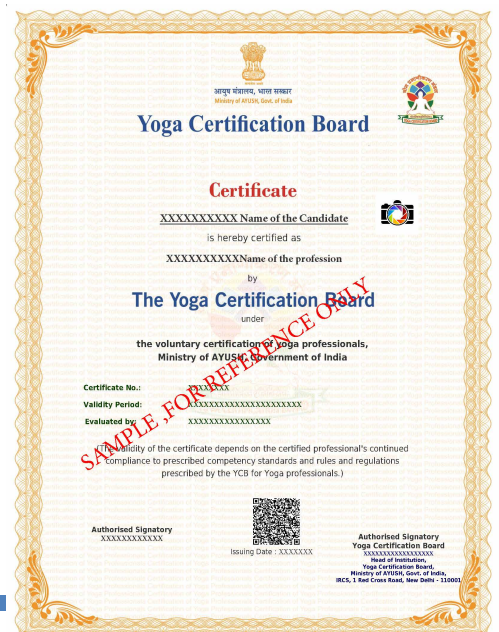 आयुष मंत्रालय, भारत सरकार
Ministry of AYUSH, Govt. of India
Yoga Certification Board
Certificate
XXXXXXXXXX Name of the Candidate
is hereby certified as
XXXXXXXXXXName of the profession
by
The Yoga Certification Board
under
the voluntary certification of yoga professionals,
Ministry of AYUSH, Government of India
Certificate No.: XXXXXXX
Validity Period: XXXXXXXXXXXXXXXXXXXXXX
Evaluated by: XXXXXXXXXXXXXXXX
SAMPLE ,FOR REFERENCE ONLY
(The validity of the certificate depends on the certified professional's continued
compliance to prescribed competency standards and rules and regulations
prescribed by the YCB for Yoga professionals.)
Authorised Signatory
XXXXXXXXXXXX
Issuing Date : XXXXXXX
Authorised Signatory
Yoga Certification Board
XXXXXXXXXXXXXXXXX
Head of Institution,
Yoga Certification Board,
Ministry of AYUSH, Govt. of India,
IRCS, 1 Red Cross Road, New Delhi - 110001